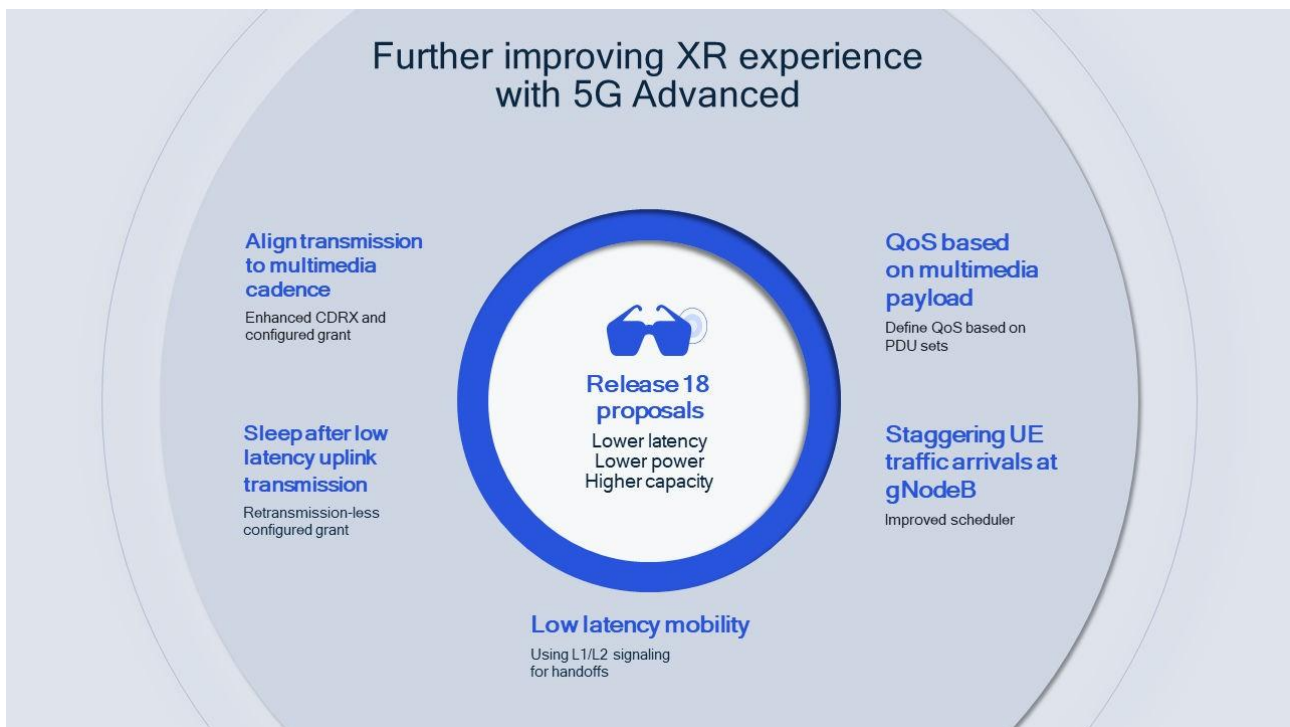 Further improving XR experience
with 5G Advanced
Align transmission
to multimedia
cadence
Enhanced CDRX and
configured grant
Sleep after low
latency uplink
transmission
Retransmission-less
configured grant
Release 18
proposals
Lower latency
Lower power
Higher capacity
QoS based
on multimedia
payload
Define QoS based on
PDU sets
Staggering UE
traffic arrivals at
gNodeB
Improved scheduler
Low latency mobility
Using L1/L2 signaling
for handoffs